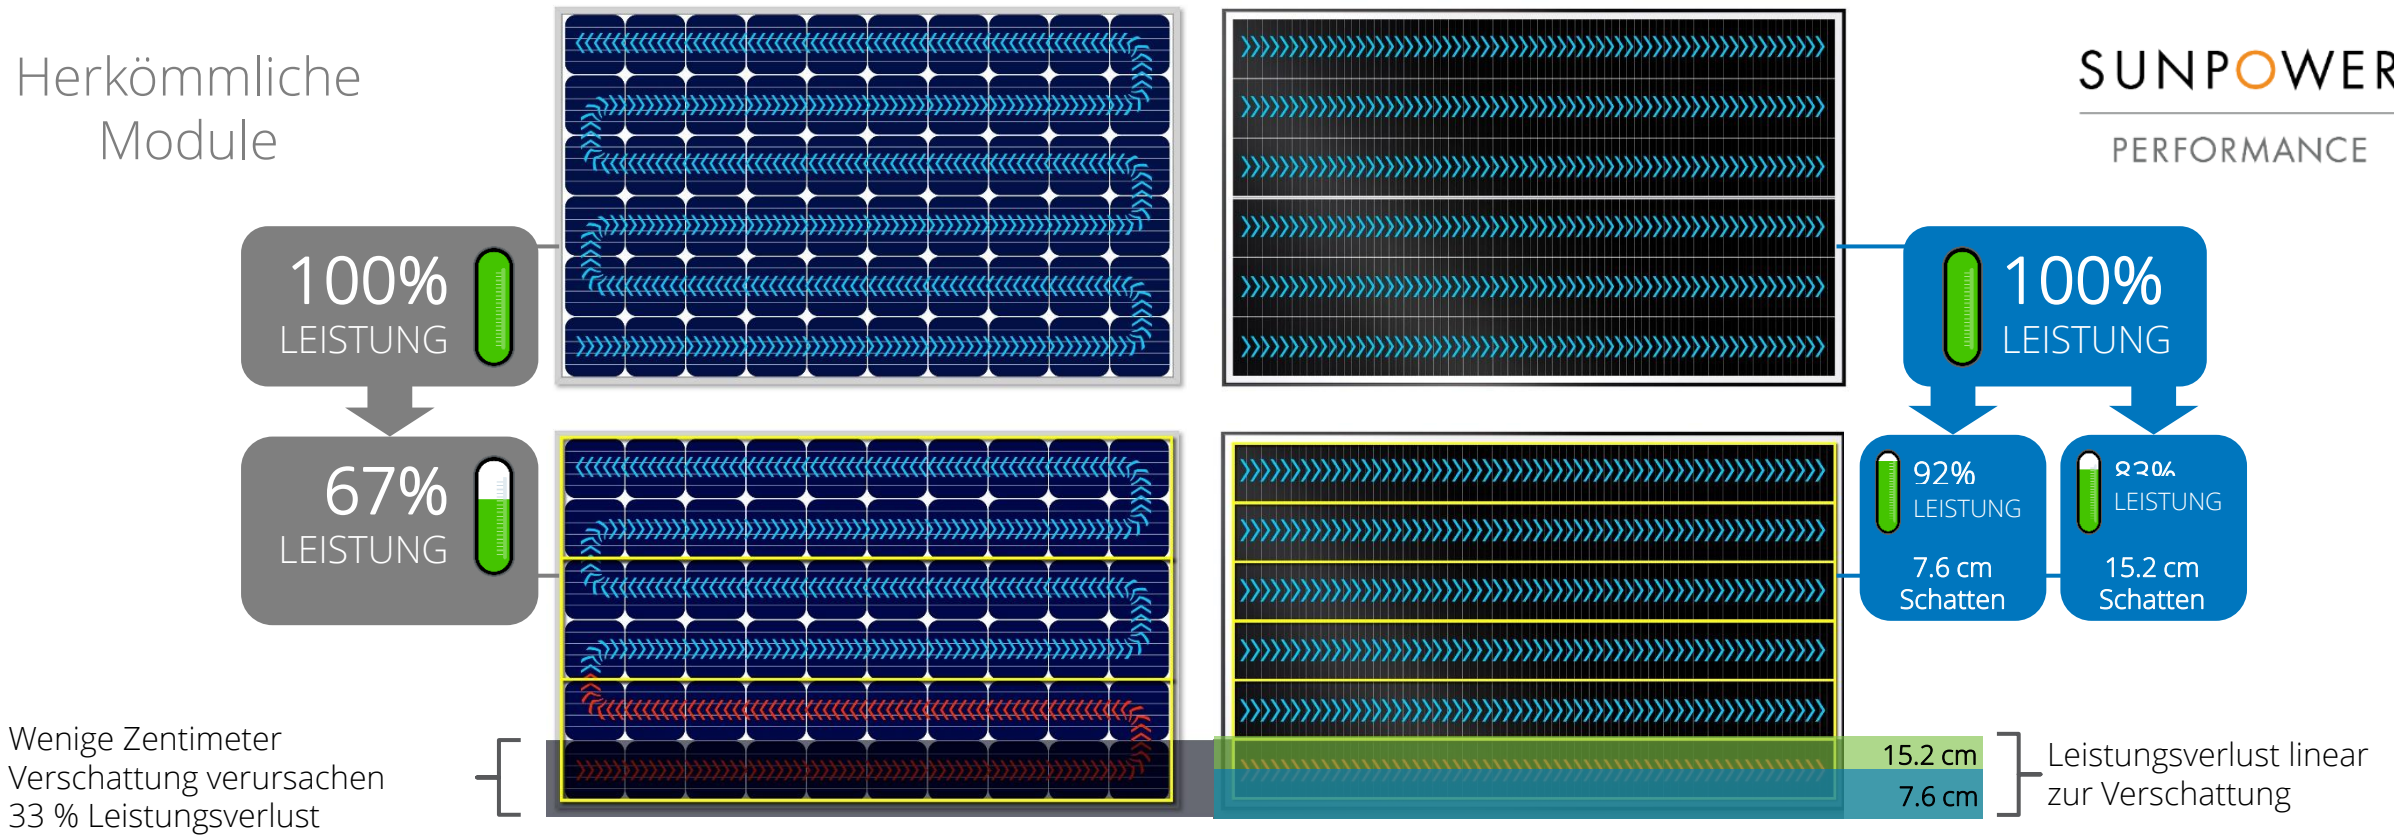 Herkömmliche
Module
SUNPOWER
PERFORMANCE
100%
LEISTUNG
100%
LEISTUNG
67%
LEISTUNG
92%
LEISTUNG
7.6 cm
Schatten
83%
LEISTUNG
15.2 cm
Schatten
Wenige Zentimeter
Verschattung verursachen
33 % Leistungsverlust
15.2 cm
7.6 cm
Leistungsverlust linear
zur Verschattung